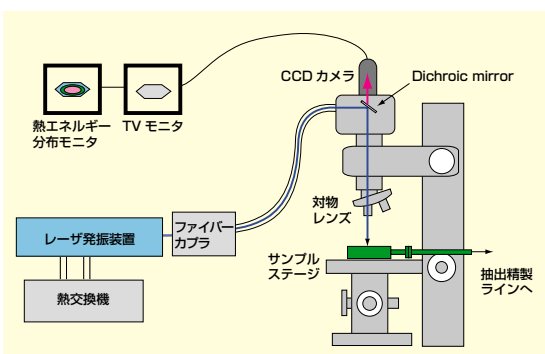 CCD カメラ
Dichroic mirror
熱エネルギー
分布モニタ
TV モニタ
対物
レンズ
レーザ発振装置
ファイバー
カプラ
サンプル
ステージ
抽出精製
ラインへ
熱交換機